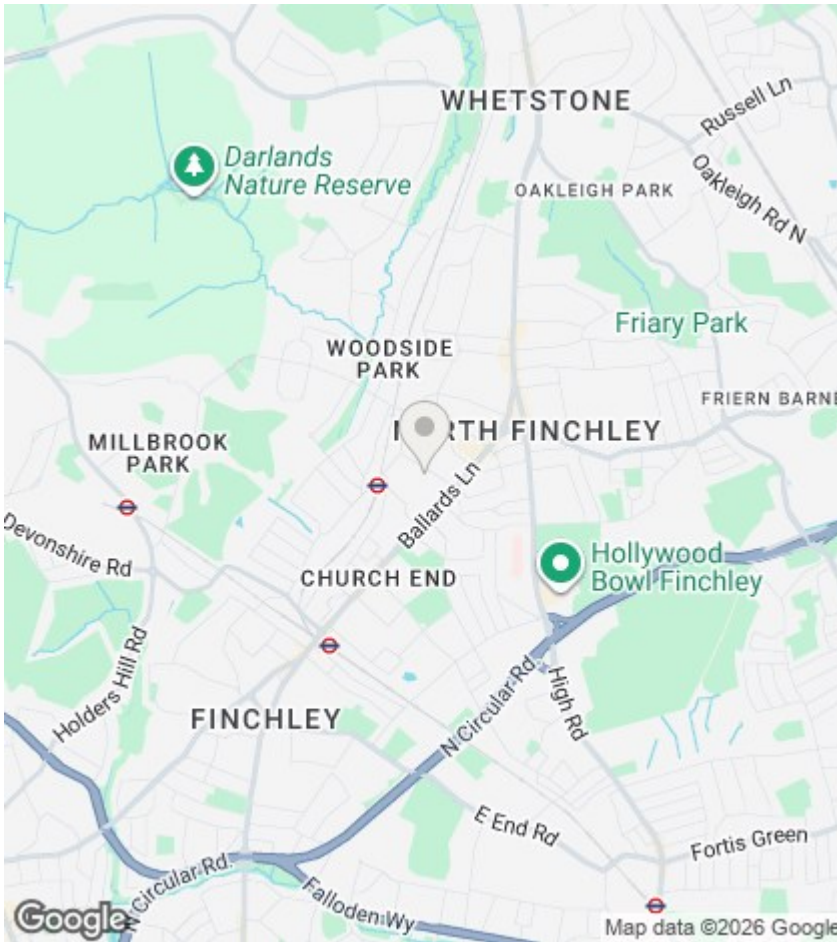 WHETSTONE
Russell Ln
Darlands
Nature Reserve
OAKLEIGH PARK
Oakleigh Rd N
Friary Park
WOODSIDE
PARK
FRIERN BARNE
MILLBROOK
PARK
N RTH FINCHLEY
Ballards Ln
Devonshire Rd
Hollywood
Bowl Finchley
CHURCH END
Holders Hill Rd
High Rd
N Circular Rd
FINCHLEY
E End Rd
Fortis Green
N Circular Rd
Falloden Wy
Google
Map data ©2026 Google